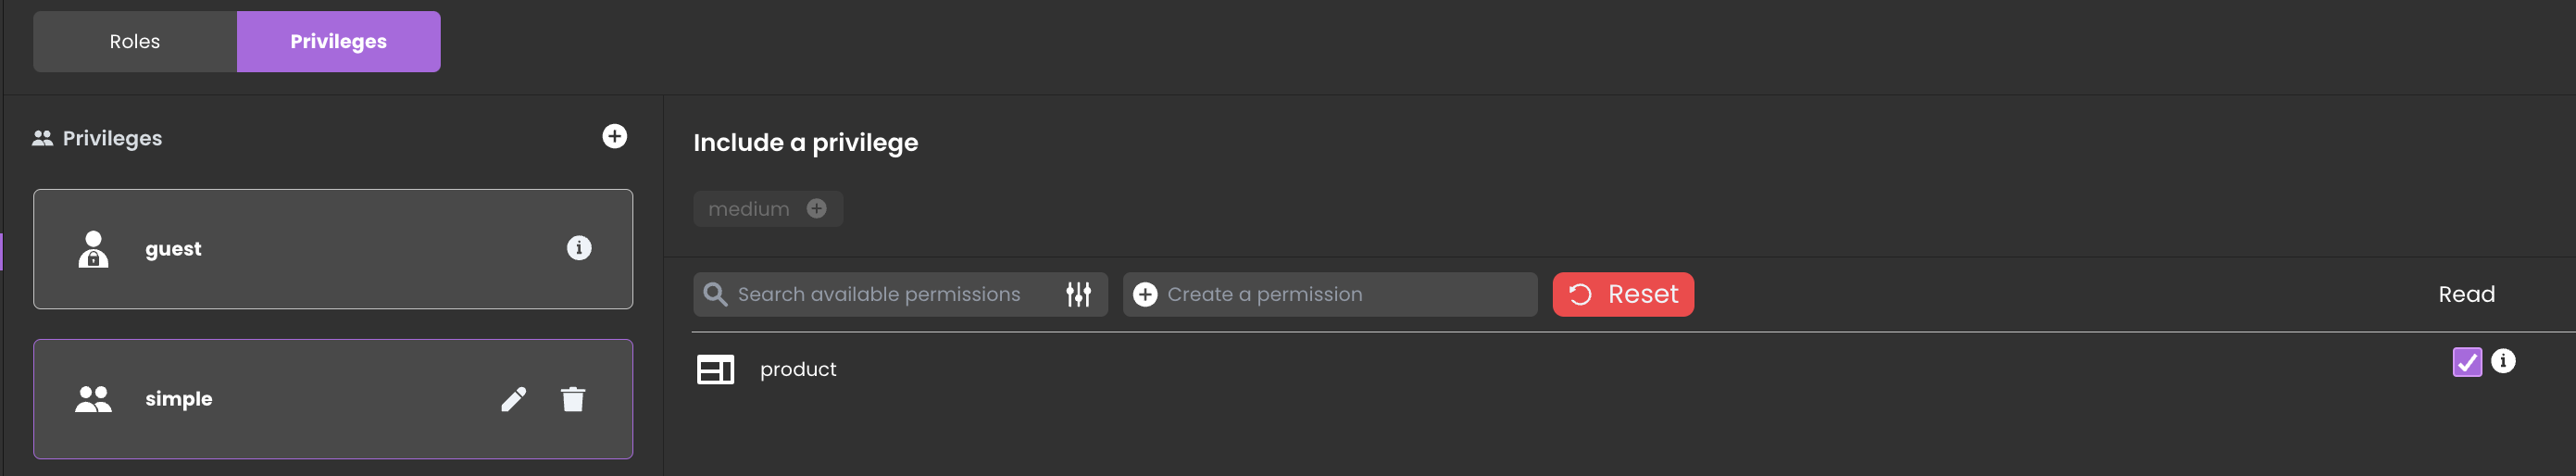 Roles
Privileges
Privileges
guest
simple
Include a privilege
medium
Search available permissions
Create a permission
Reset
Read
product